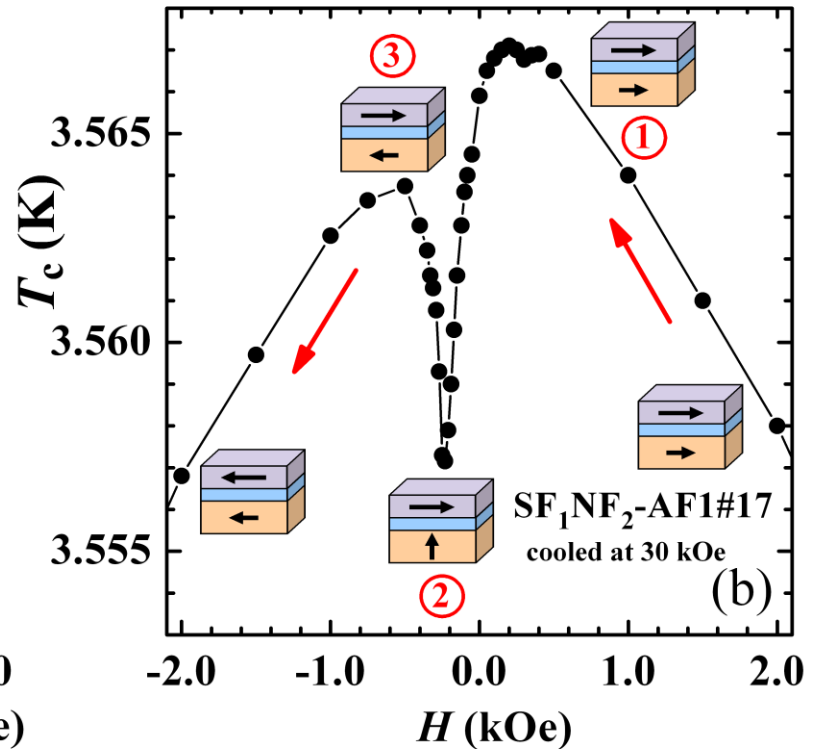 3
1
3.565
3.560
3.555
T_c (K)
SF₁NF₂-AF1#17
cooled at 30 kOe
2
(b)
0
-2.0
-1.0
0.0
1.0
2.0
e)
H (kOe)